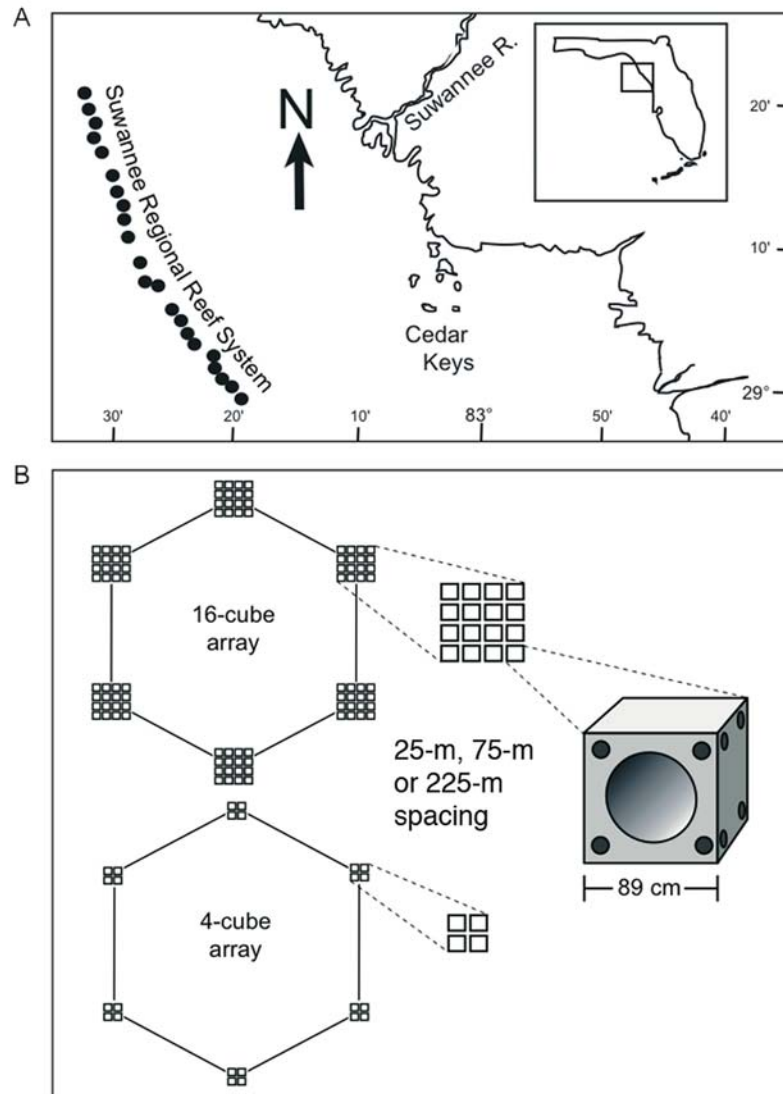 A
Suwannee R.
20'
N
Suwannee Regional Reef System
10'
Cedar
Keys
29°
30'
20'
10'
83°
50'
40'
B
16-cube
array
25-m, 75-m
or 225-m
spacing
89 cm
4-cube
array